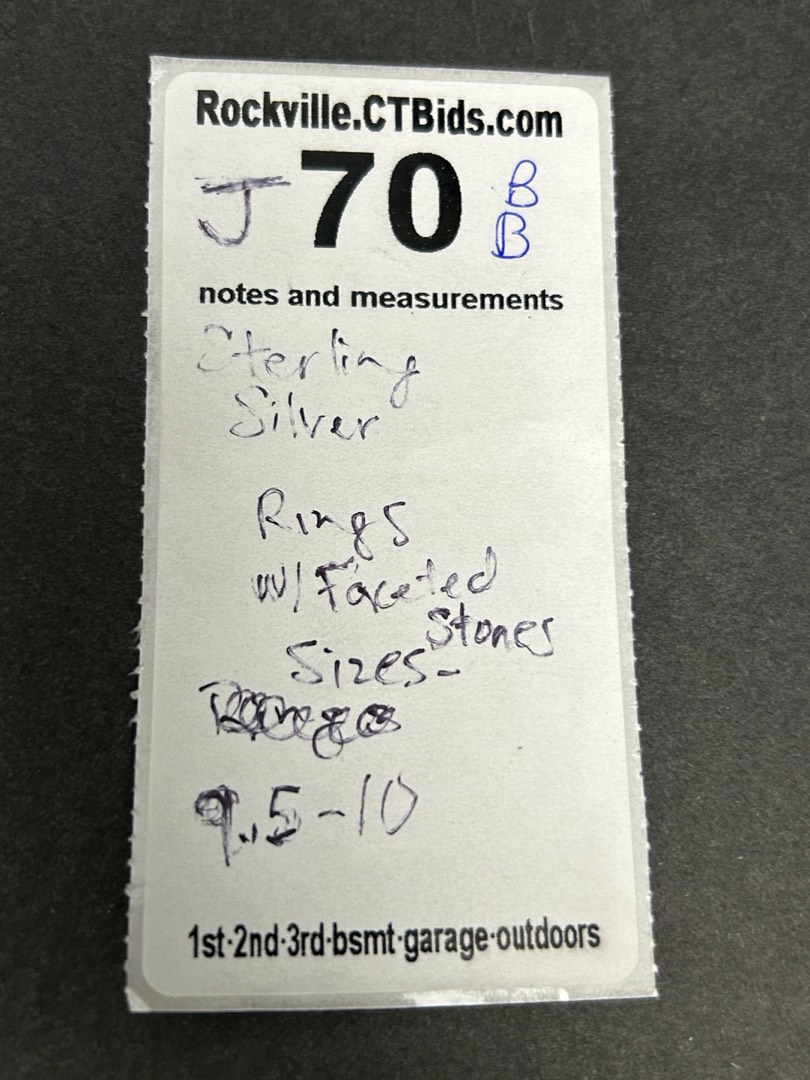 Rockville.CTBids.com
J70 B
B
notes and measurements
Sterling
Silver
Rings
w/ Faceted
Stones
Sizes-
9.5-10
1st·2nd·3rd·bsmt·garage·outdoors